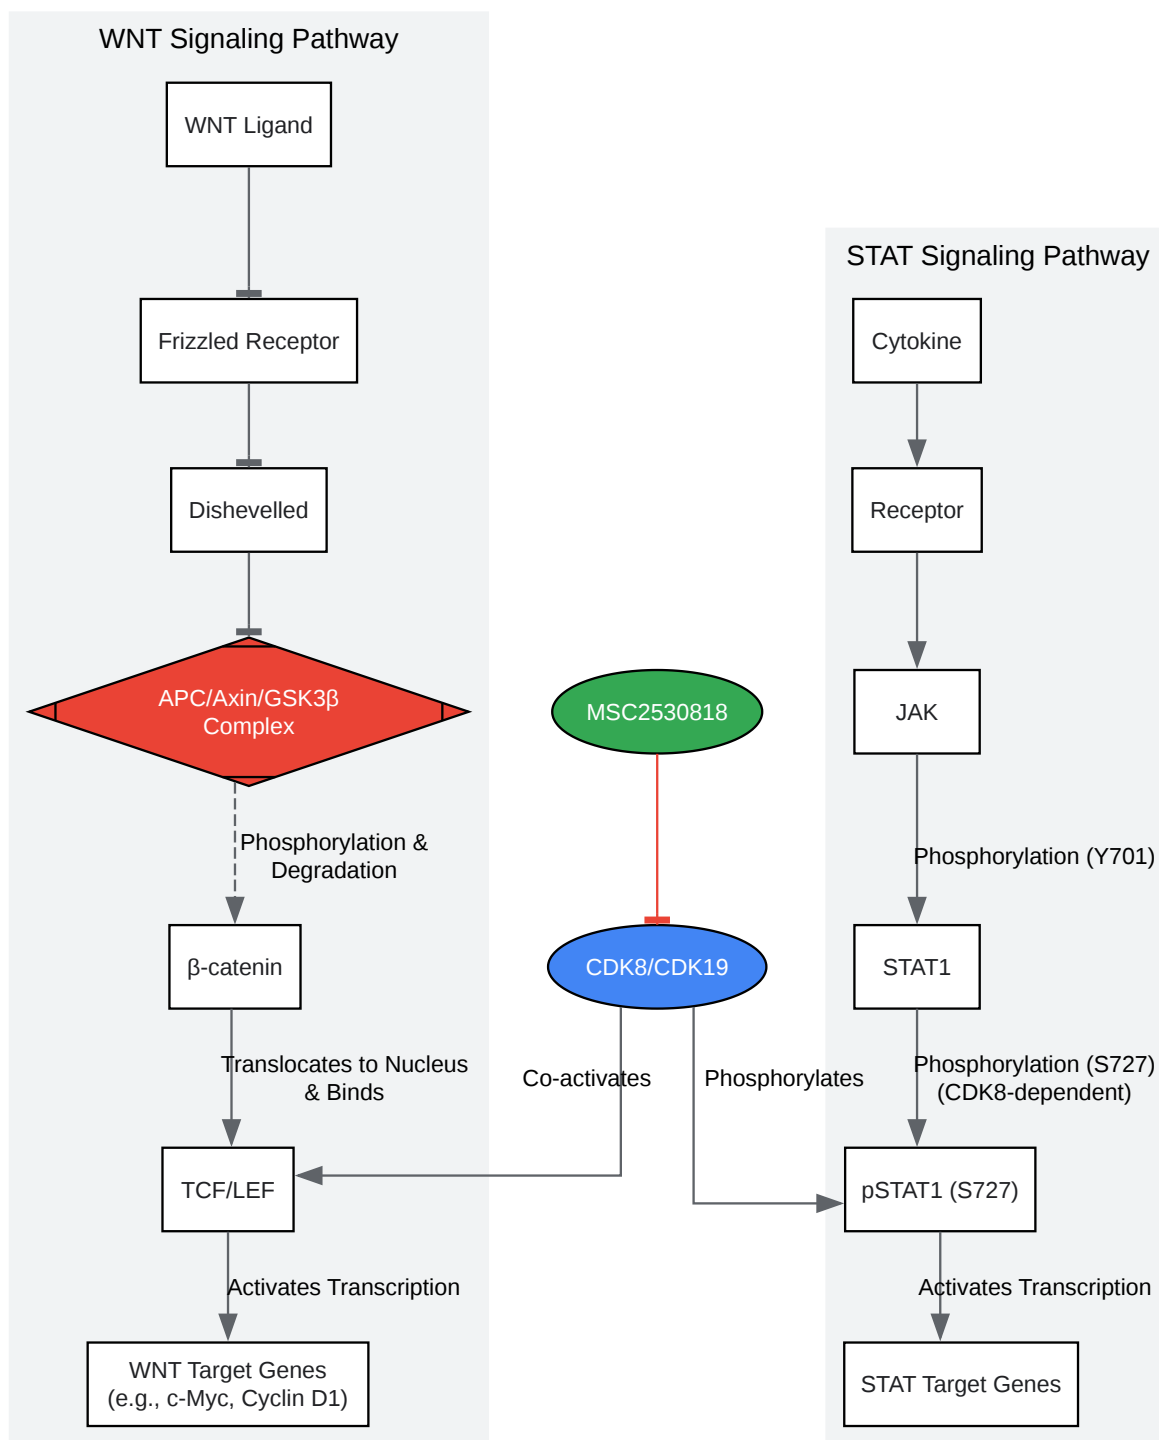 WNT Signaling Pathway
WNT Ligand
Frizzled Receptor
Dishevelled
APC/Axin/GSK3β
Complex
Phosphorylation &
Degradation
β-catenin
Translocates to Nucleus
& Binds
TCF/LEF
Activates Transcription
WNT Target Genes
(e.g., c-Myc, Cyclin D1)
MSC2530818
CDK8/CDK19
Co-activates
Phosphorylates
STAT Signaling Pathway
Cytokine
Receptor
JAK
Phosphorylation (Y701)
STAT1
Phosphorylation (S727)
(CDK8-dependent)
pSTAT1 (S727)
Activates Transcription
STAT Target Genes